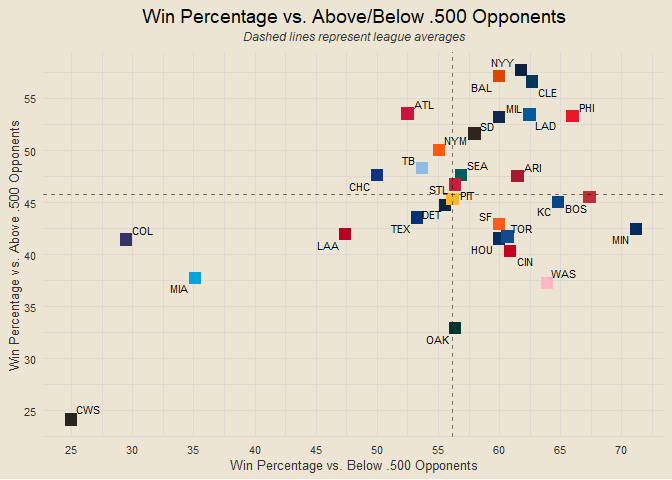 Win Percentage vs. Above/Below .500 Opponents
Dashed lines represent league averages
Win Percentage vs. Above .500 Opponents
55
50
45
40
35
30
25
NYY
BAL
CLE
ATL
MIL
PHI
SD
LAD
NYM
TB
SEA
ARI
CHC
STL
PIT
KC
BOS
DET
TEX
SF
TOR
COL
LAA
HOU
MIN
CIN
WAS
MIA
OAK
CWS
25
30
35
40
45
50
55
60
65
70
Win Percentage vs. Below .500 Opponents